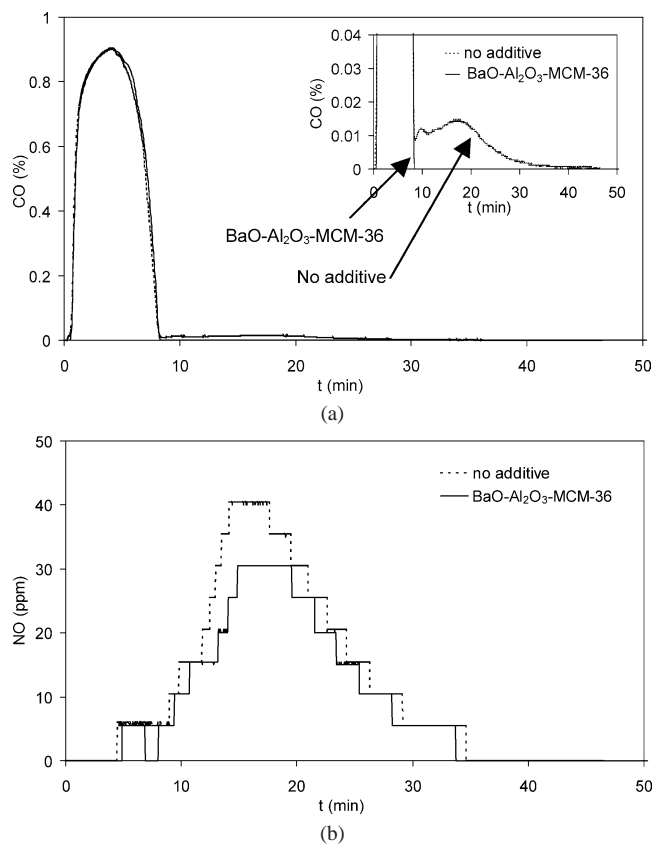 1
0.8
0.6
0.4
0.2
0
CO (%)
0 10 20 30 40 50
t (min)
0.04
0.03
0.02
0.01
0
CO (%)
0 10 20 30 40 50
t (min)
no additive
BaO-Al₂O₃-MCM-36
BaO-Al₂O₃-MCM-36
No additive
(a)
50
40
30
20
10
0
NO (ppm)
0 10 20 30 40 50
t (min)
no additive
BaO-Al₂O₃-MCM-36
(b)